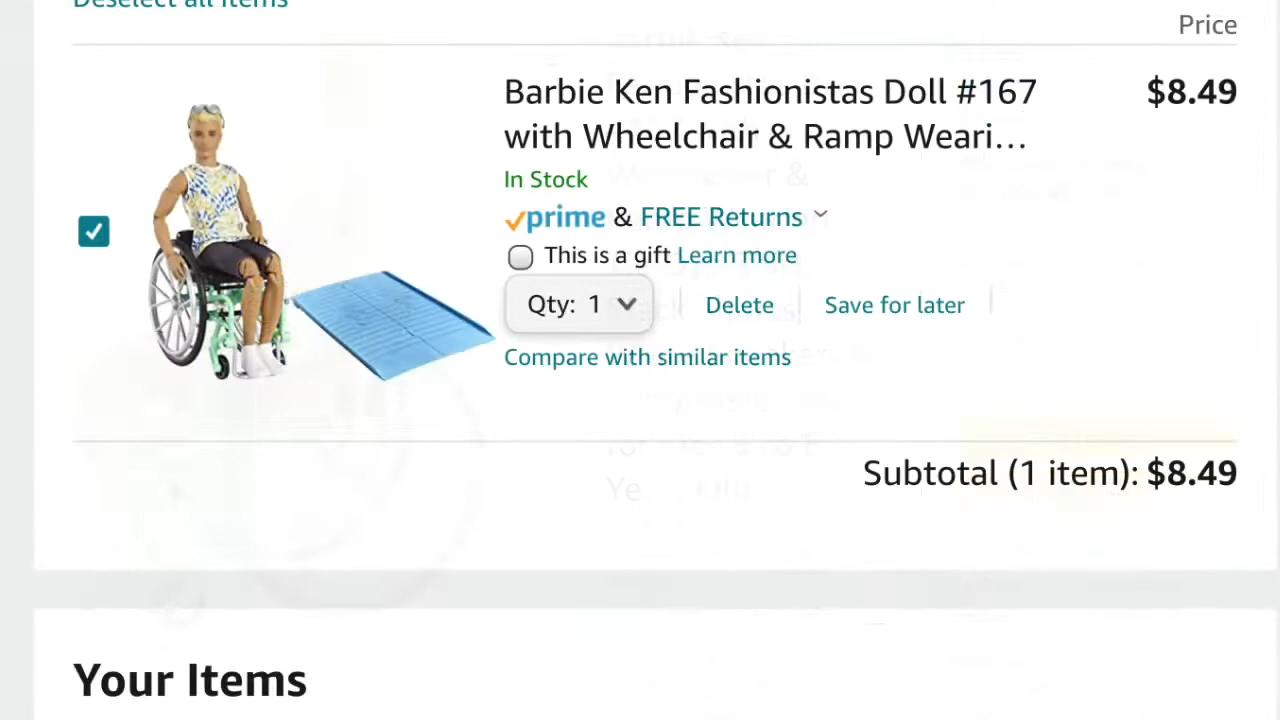 Deselect all items
Price
Barbie Ken Fashionistas Doll #167 $8.49
with Wheelchair & Ramp Weari...
In Stock
prime & FREE Returns
This is a gift Learn more
Qty: 1 Delete Save for later
Compare with similar items
Subtotal (1 item): $8.49
Your Items